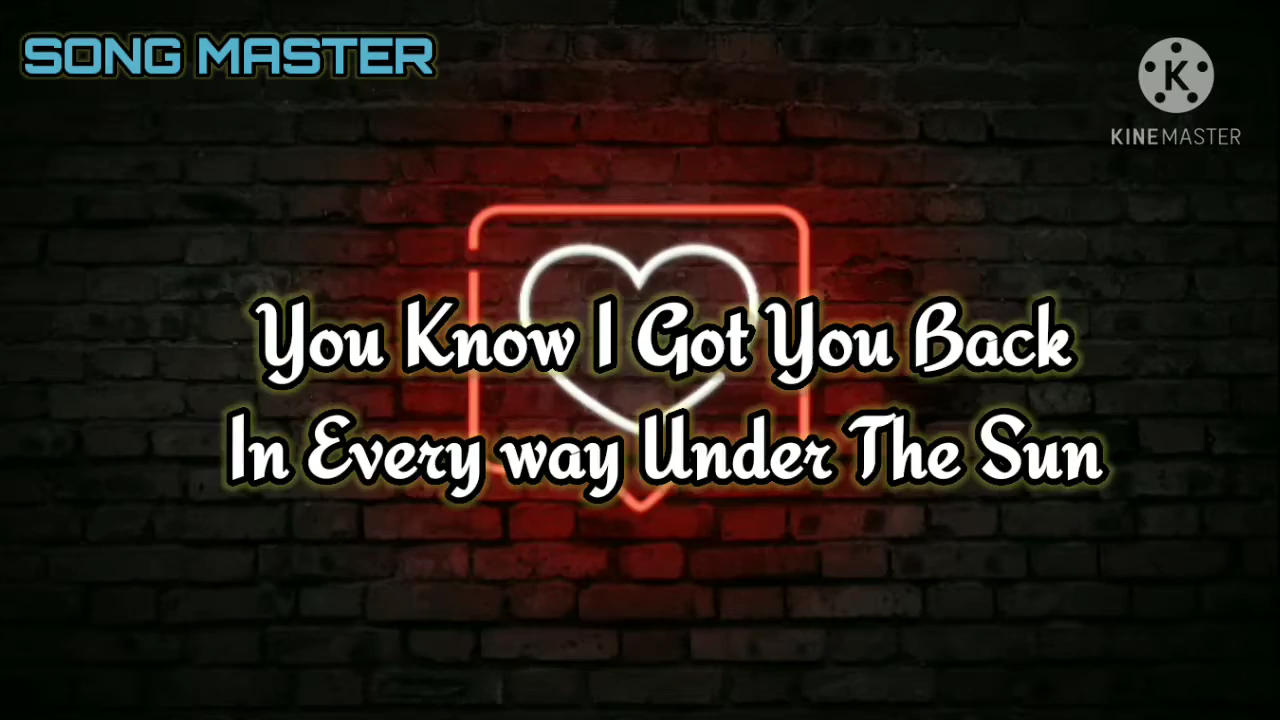 SONG MASTER
K
KINEMASTER
You Know I Got You Back
In Every way Under The Sun